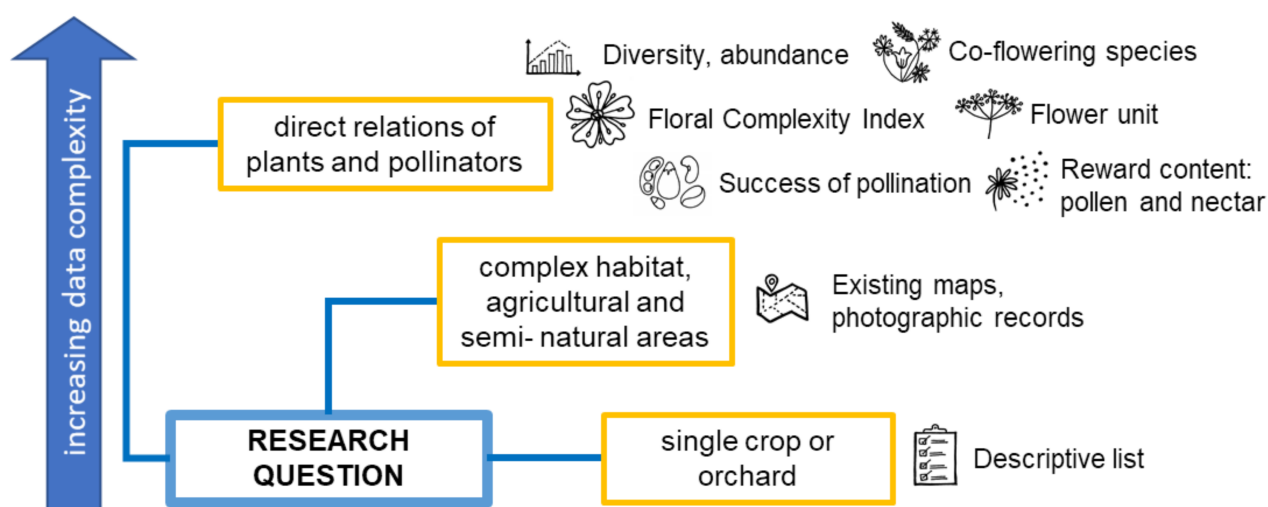 increasing data complexity
Diversity, abundance
Co-flowering species
direct relations of
plants and pollinators
Floral Complexity Index
Flower unit
Success of pollination
Reward content:
pollen and nectar
complex habitat,
agricultural and
semi- natural areas
Existing maps,
photographic records
RESEARCH
QUESTION
single crop or
orchard
Descriptive list